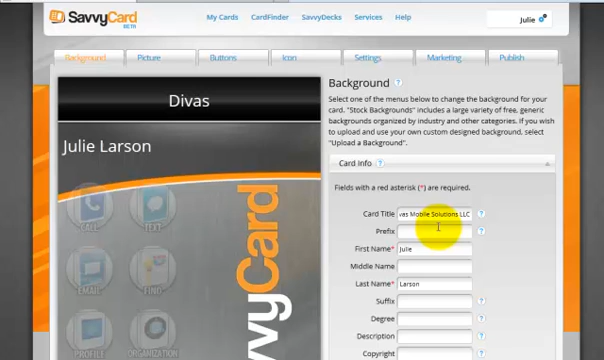 SavvyCard
BETA
My Cards CardFinder SavvyDecks Services Help
Julie
Background Picture Buttons Icon Settings Marketing Publish
Divas
Julie Larson
CALL TEXT
EMAIL FIND
PROFILE ORGANIZATION
vyCard
Background ?
Select one of the menus below to change the background for your
card. "Stock Backgrounds" includes a large variety of free, generic
backgrounds organized by industry and other categories. If you wish
to upload and use your own custom designed background, select
"Upload a Background".
Card Info ?
Fields with a red asterisk (*) are required.
Card Title vas Mobile Solutions LLC ?
Prefix ?
First Name* Julie
Middle Name
Last Name* Larson
Suffix ?
Degree ?
Description ?
Copyright ?